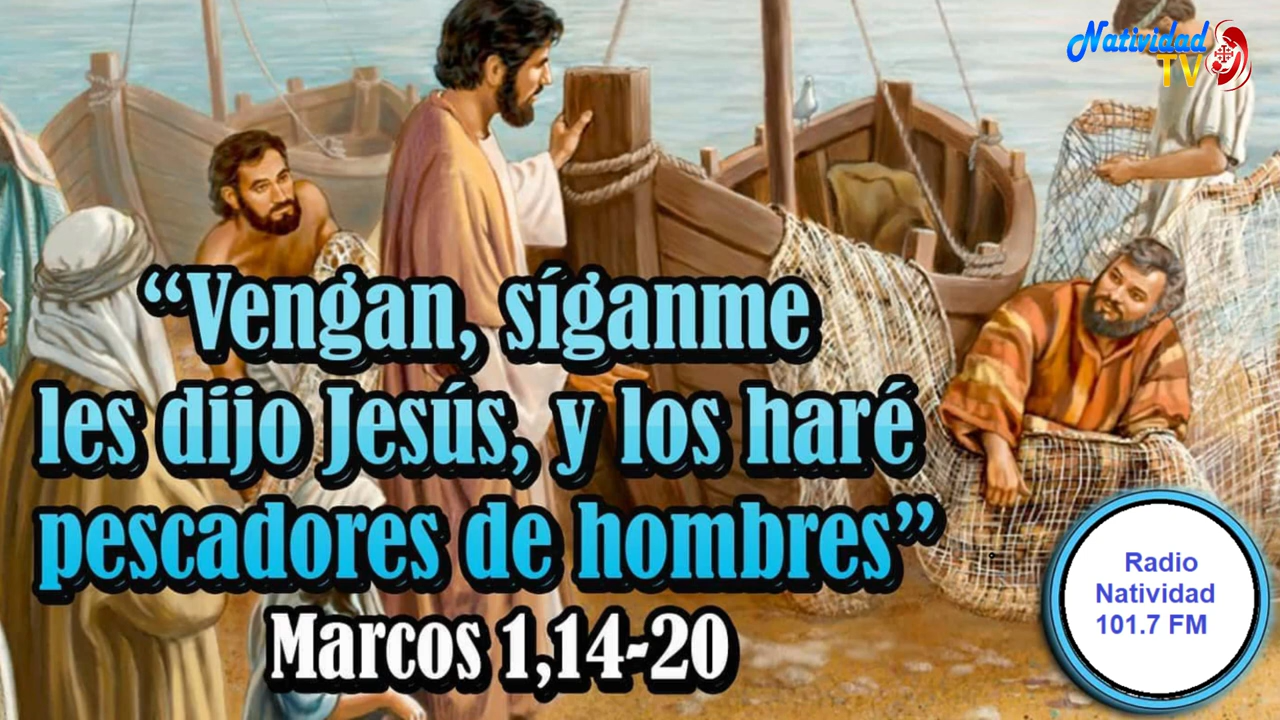 Natividad
TV
“Vengan, síganme
les dijo Jesús, y los haré
pescadores de hombres”
Marcos 1,14-20
Radio
Natividad
101.7 FM